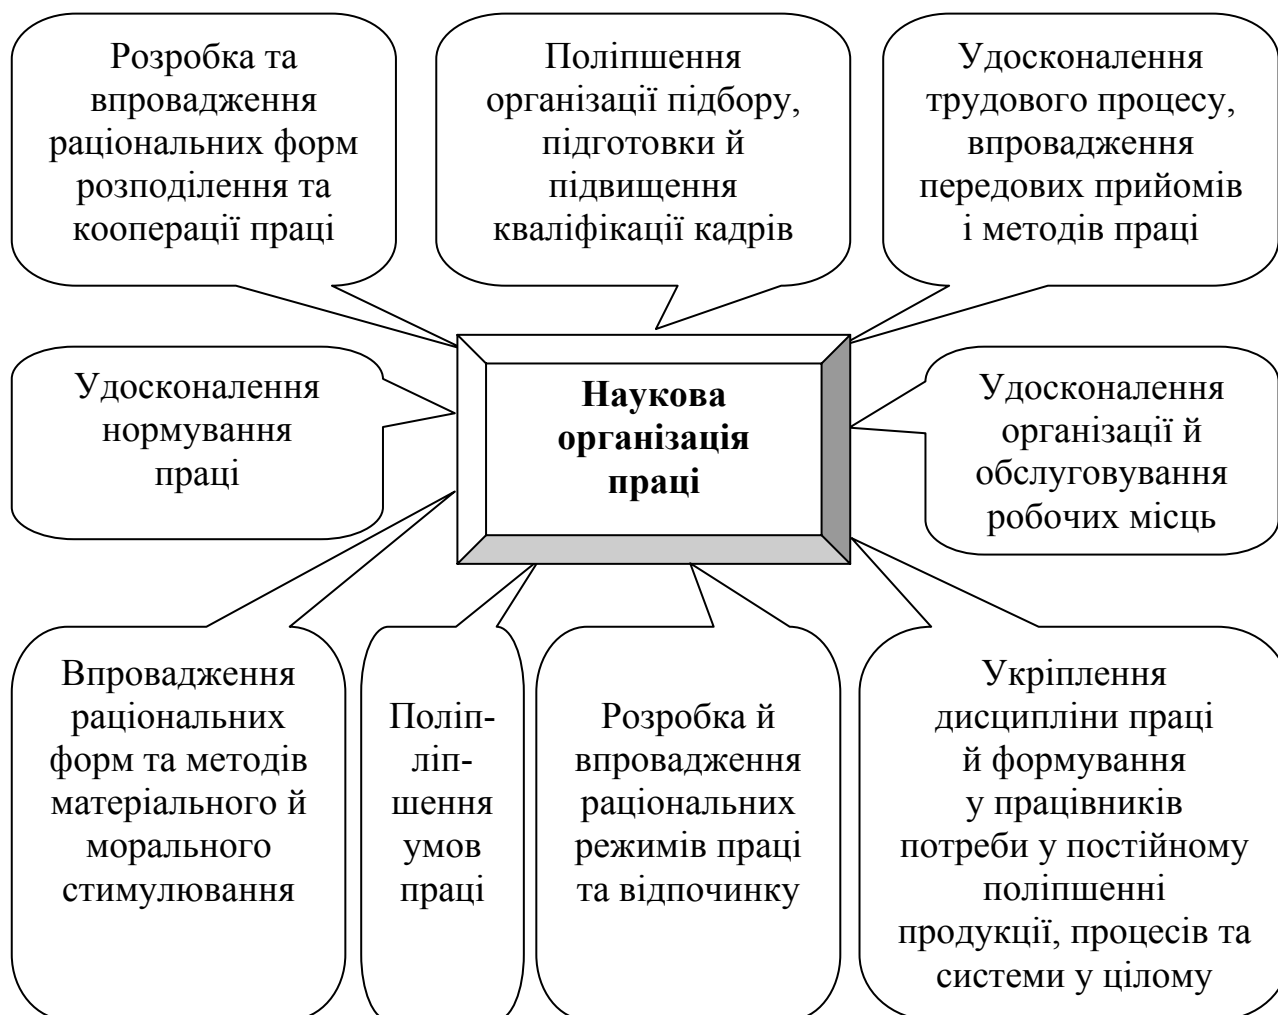 Розробка та
впровадження
раціональних форм
розподілення та
кооперації праці
Поліпшення
організації підбору,
підготовки й
підвищення
кваліфікації кадрів
Удосконалення
трудового процесу,
впровадження
передових прийомів
і методів праці
Удосконалення
нормування
праці
Наукова
організація
праці
Удосконалення
організації й
обслуговування
робочих місць
Впровадження
раціональних
форм та методів
матеріального й
морального
стимулювання
Поліп-
ліп-
шення
умов
праці
Розробка й
впровадження
раціональних
режимів праці
та відпочинку
Укріплення
дисципліни праці
й формування
у працівників
потреби у постійному
поліпшенні
продукції, процесів та
системи у цілому